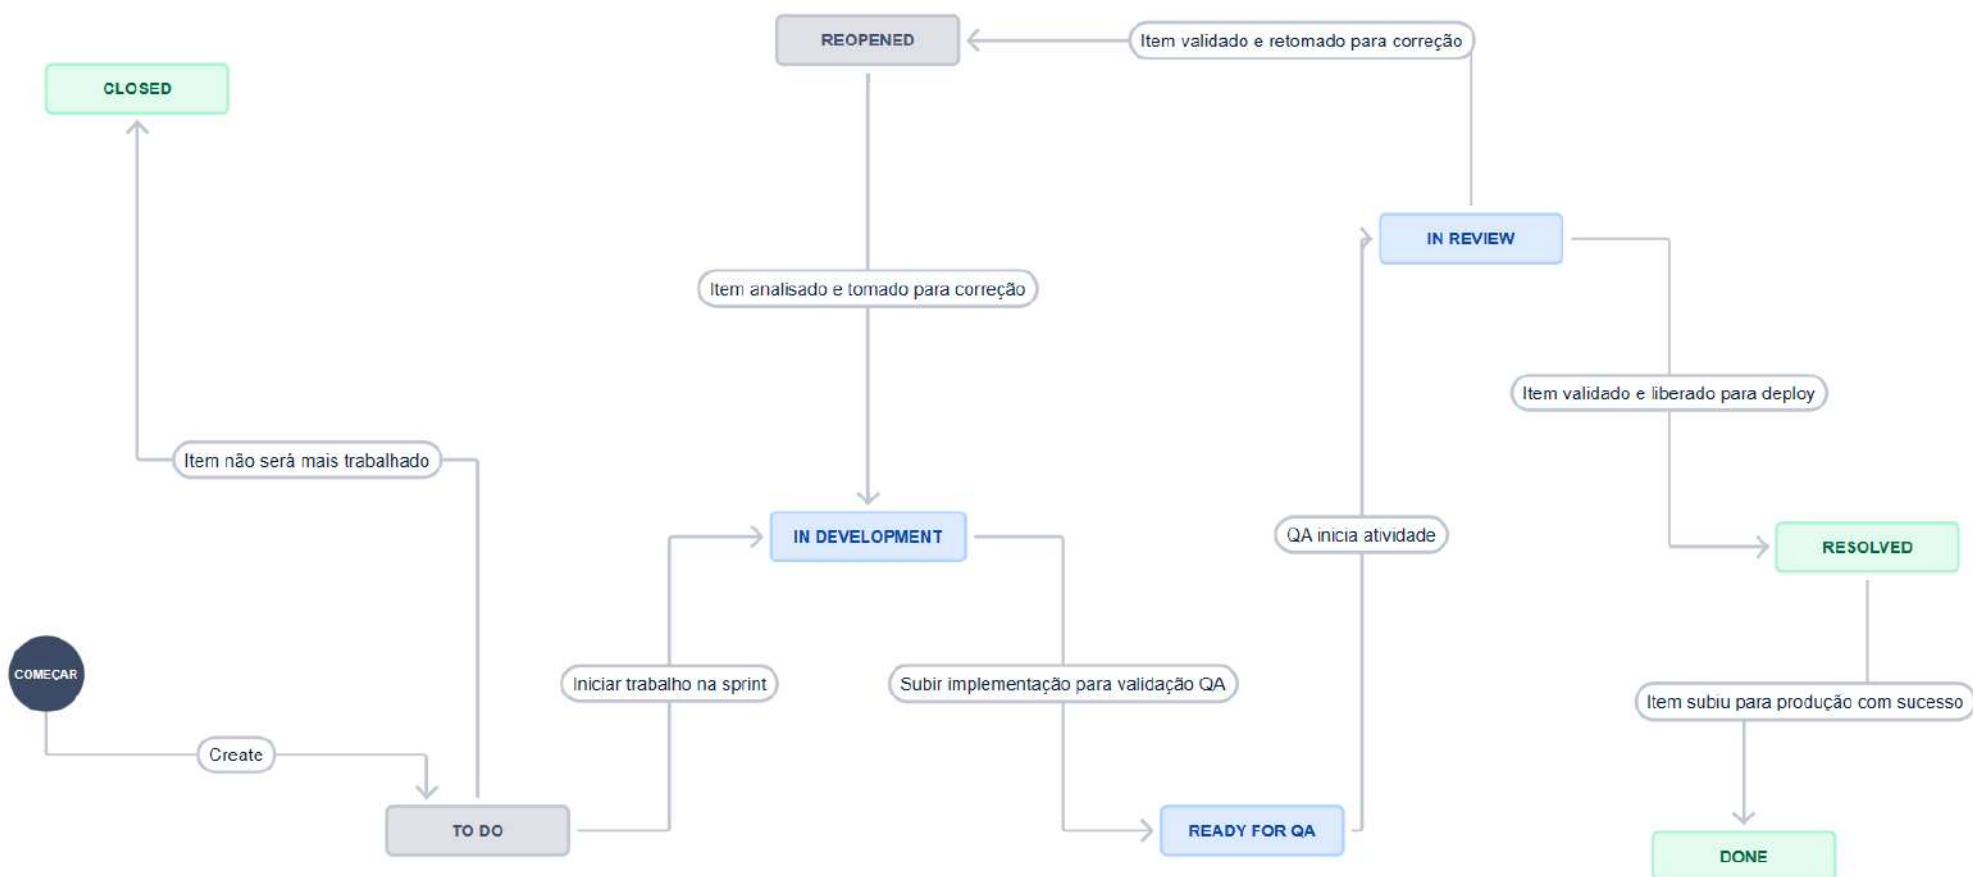 REOPENED
Item validado e retomado para correção
CLOSED
IN REVIEW
Item analisado e tomado para correção
Item validado e liberado para deploy
Item não será mais trabalhado
IN DEVELOPMENT
QA inicia atividade
RESOLVED
COMEÇAR
Iniciar trabalho na sprint
Subir implementação para validação QA
Item subiu para produção com sucesso
Create
TO DO
READY FOR QA
DONE